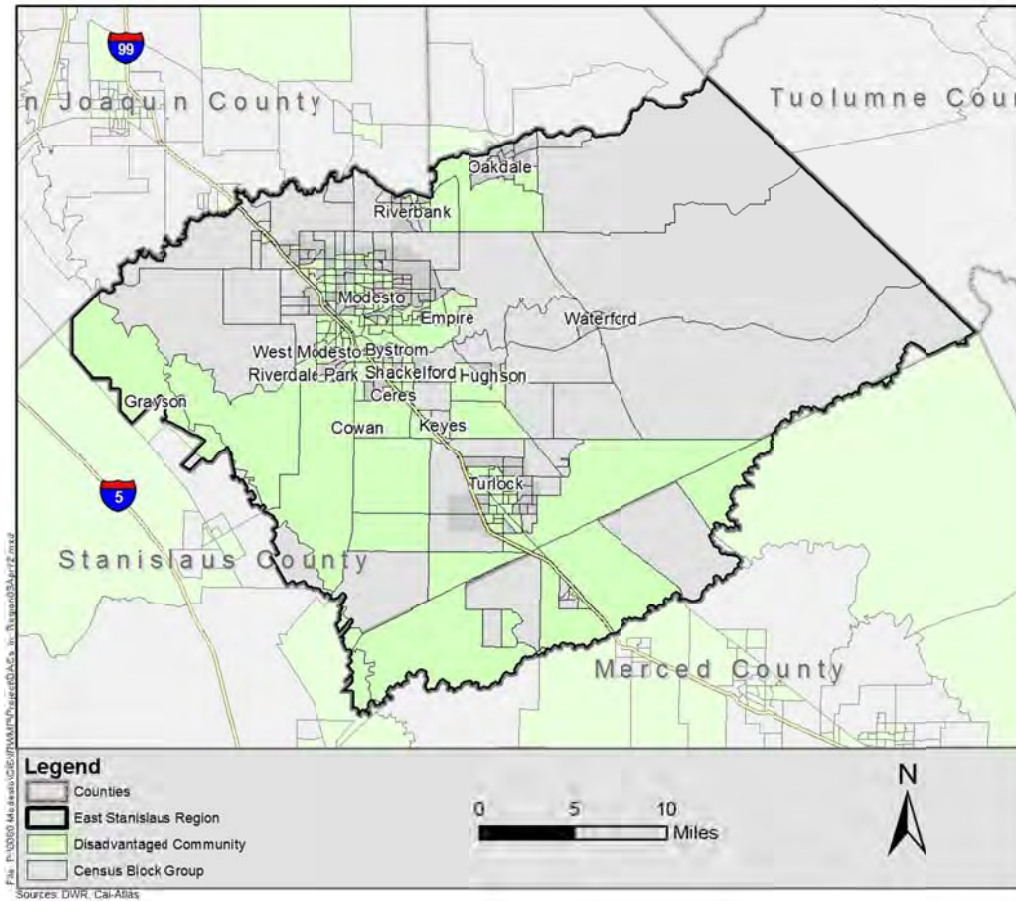 99
n Joaquin County
Tuolumne Coun
Oakdale
Riverbank
Modesto
Empire
Waterford
West Modesto
Bystrom
Riverdale Park
Shackelford
Hughson
Ceres
Grayson
Cowan
Keyes
Turlock
5
Stanislaus County
Merced County
Legend
Counties
East Stanislaus Region
Disadvantaged Community
Census Block Group
0 5 10
Miles
N
Sources: DWR, Cal-Atlas